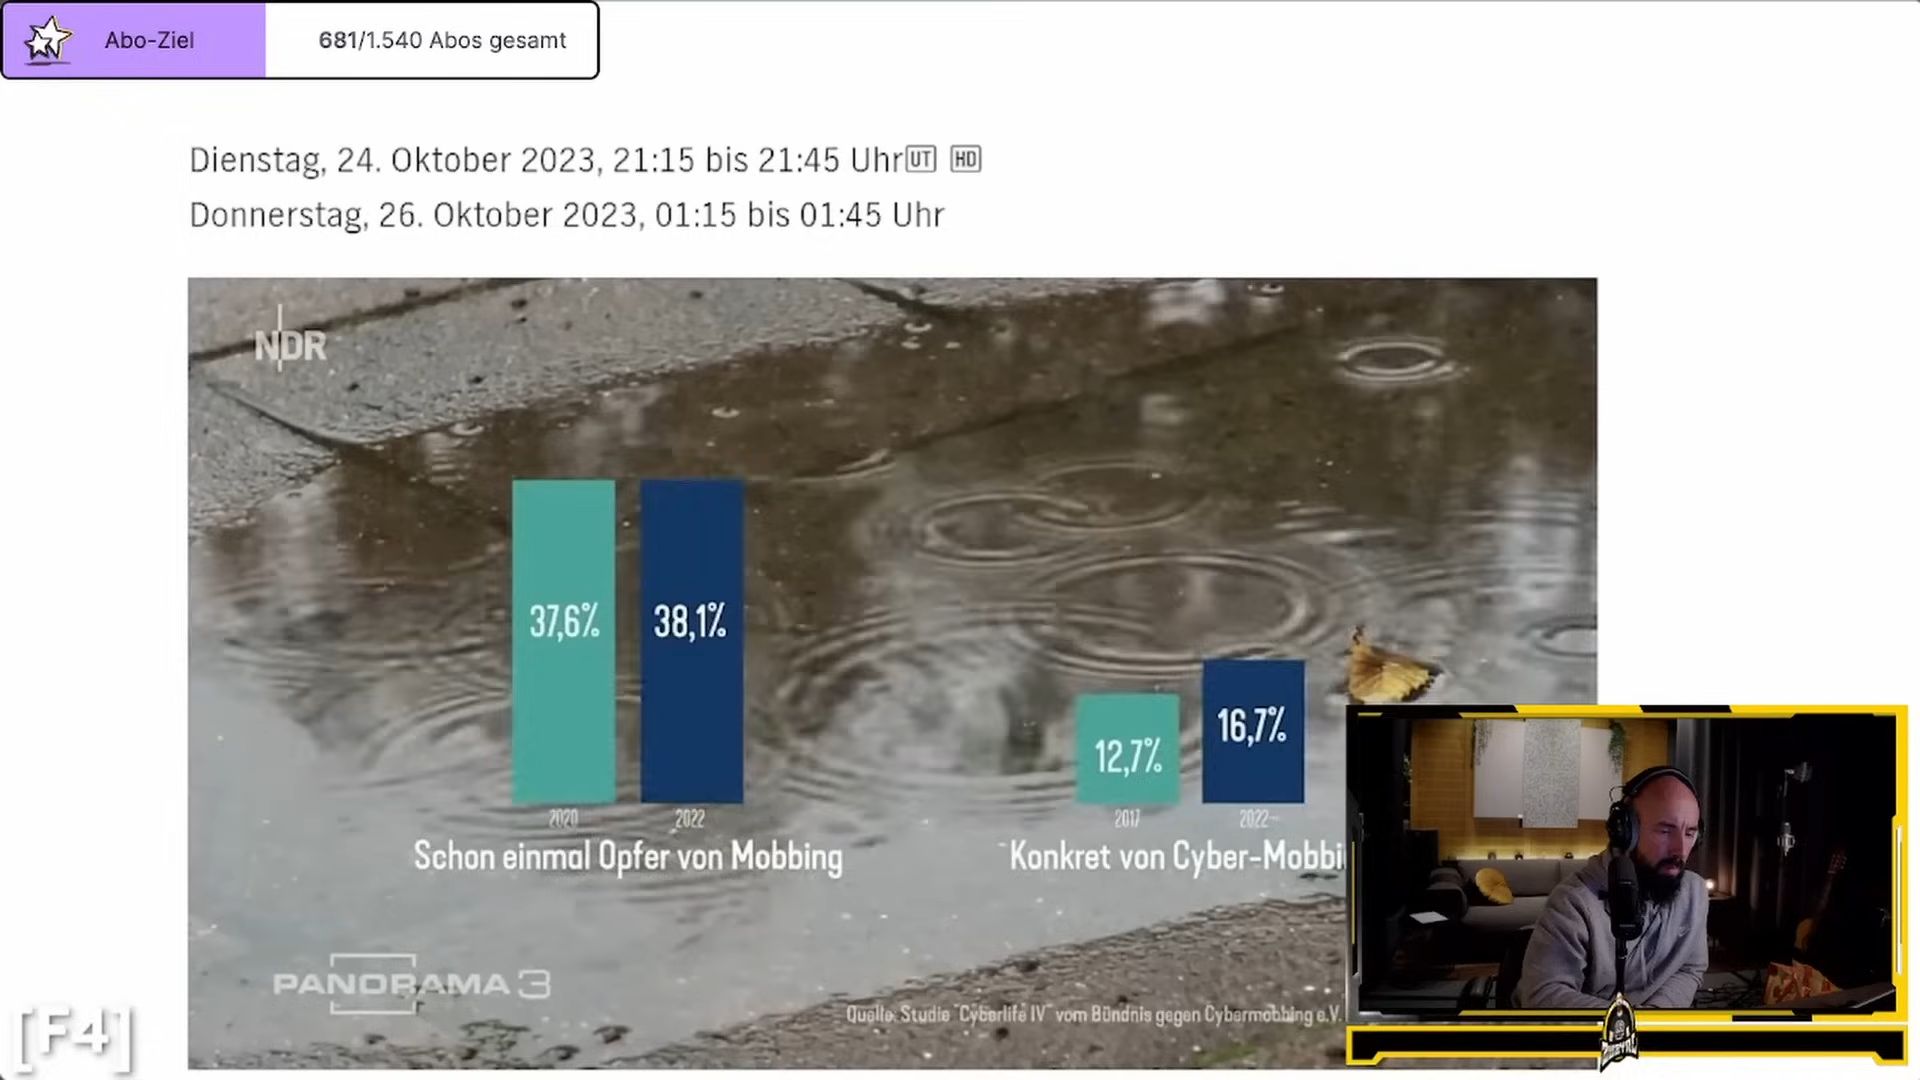 Abo-Ziel
681/1.540 Abos gesamt
Dienstag, 24. Oktober 2023, 21:15 bis 21:45 Uhr UT HD
Donnerstag, 26. Oktober 2023, 01:15 bis 01:45 Uhr
NDR
37,6% 38,1%
12,7% 16,7%
2020 2022 2017 2022
Schon einmal Opfer von Mobbing Konkret von Cyber-Mobbi
PANORAMA 3
Quelle: Studie "Cyberlife IV" vom Bündnis gegen Cybermobbing e.V.
[F4]